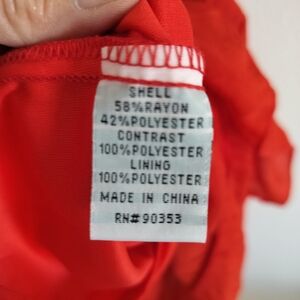 SHELL
58%RAYON
42%POLYESTER
CONTRAST
100%POLYESTER
LINING
100%POLYESTER
MADE IN CHINA
RN#90353